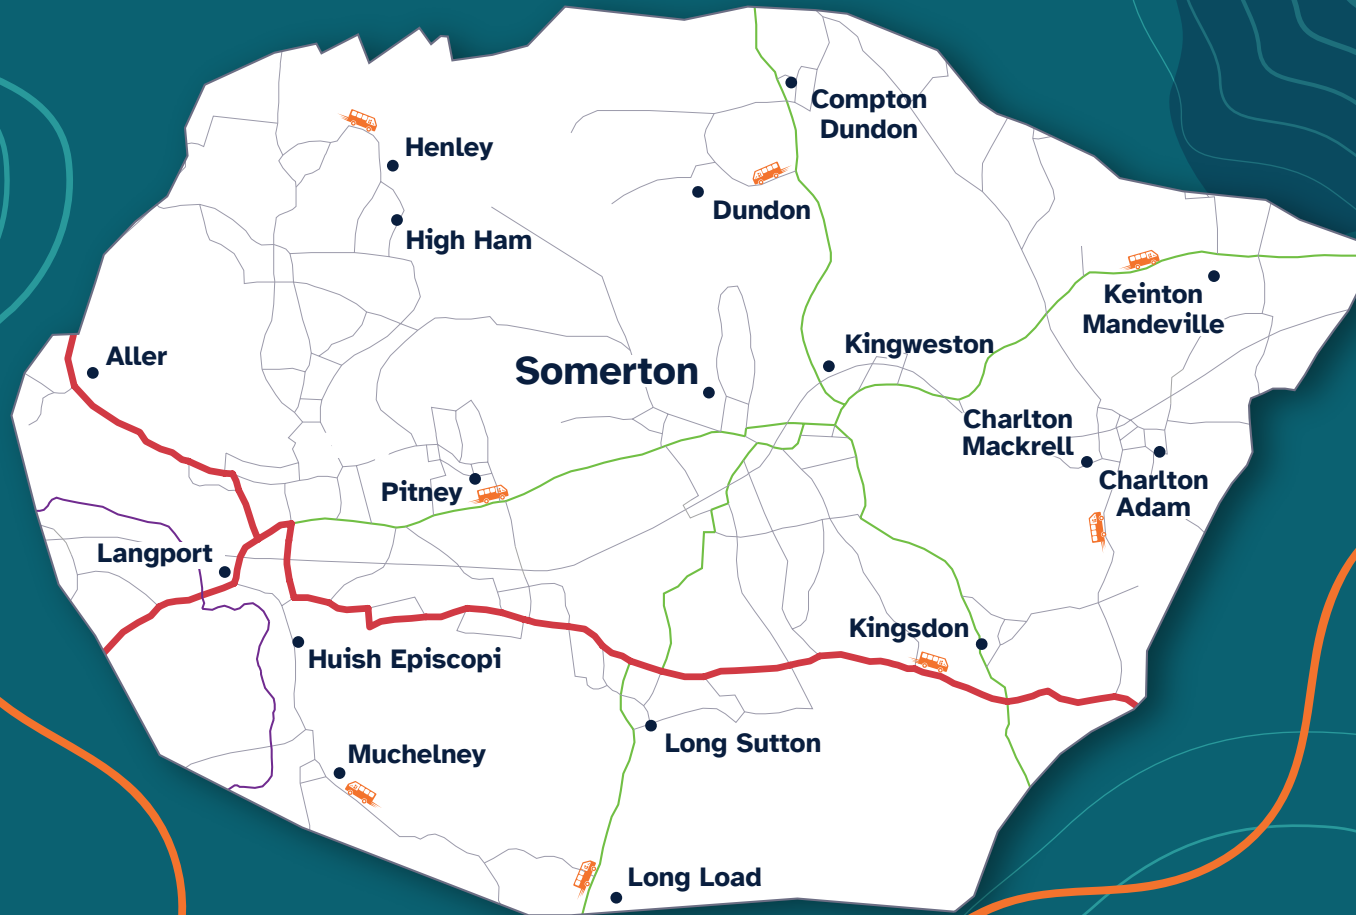 Compton
Dundon
Henley
Dundon
High Ham
Keinton
Mandeville
Kingweston
Aller
Somerton
Charlton
Mackrell
Charlton
Adam
Pitney
Langport
Kingsdon
Huish Episcopi
Long Sutton
Muchelney
Long Load